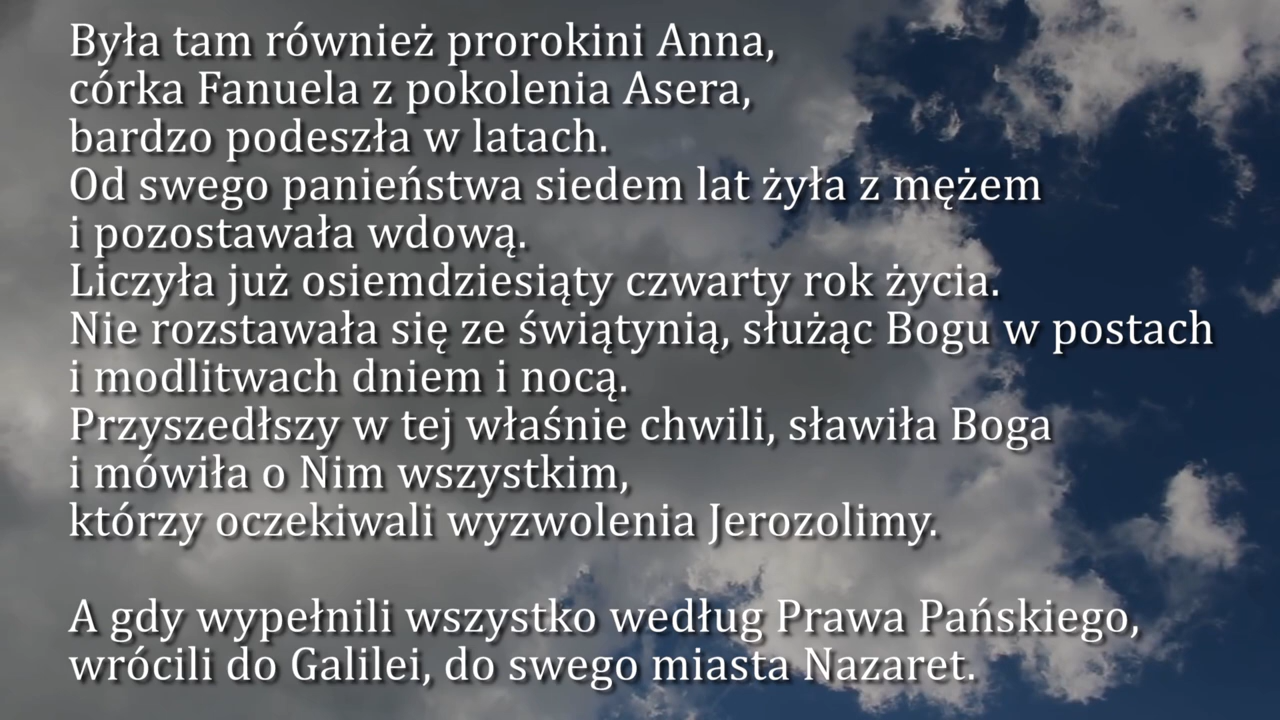 Była tam również prorokini Anna,
córka Fanuela z pokolenia Asera,
bardzo podeszła w latach.
Od swego panieństwa siedem lat żyła z mężem
i pozostawała wdową.
Liczyła już osiemdziesiąty czwarty rok życia.
Nie rozstawała się ze świątynią, służąc Bogu w postach
i modlitwach dniem i nocą.
Przyszedłszy w tej właśnie chwili, sławiła Boga
i mówiła o Nim wszystkim,
którzy oczekiwali wyzwolenia Jerozolimy.
A gdy wypełnili wszystko według Prawa Pańskiego,
wrócili do Galilei, do swego miasta Nazaret.